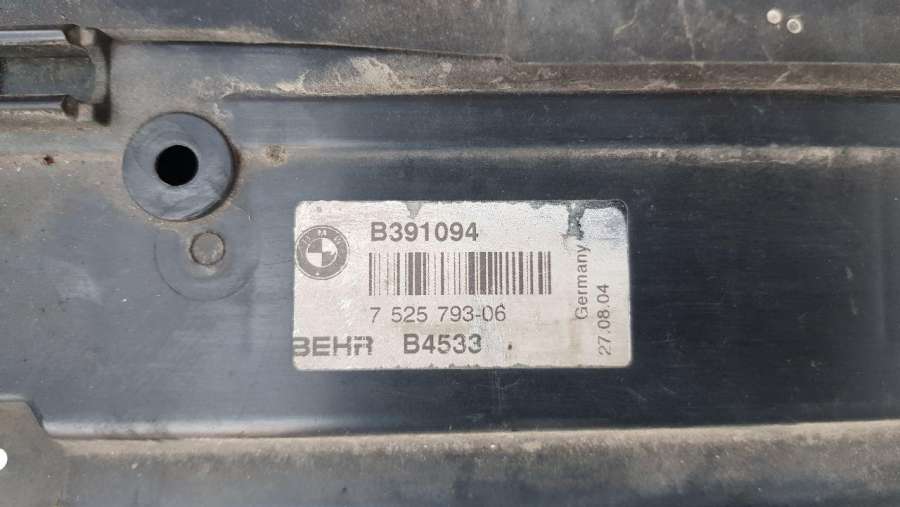 B391094
7 525 793-06
BEHR B4533
Germany
27.08.04